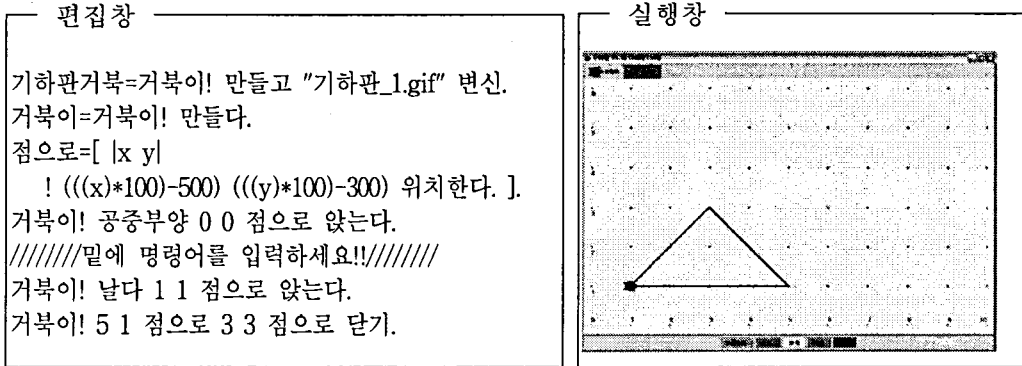 편집창
기하판거북=거북이! 만들고 "기하판_1.gif" 변신.
거북이=거북이! 만들다.
점으로=[ |x y|
! (((x)*100)-500) (((y)*100)-300) 위치한다. ].
거북이! 공중부양 0 0 점으로 앉는다.
////////밑에 명령어를 입력하세요!!////////
거북이! 날다 1 1 점으로 앉는다.
거북이! 5 1 점으로 3 3 점으로 닫기.
실행창